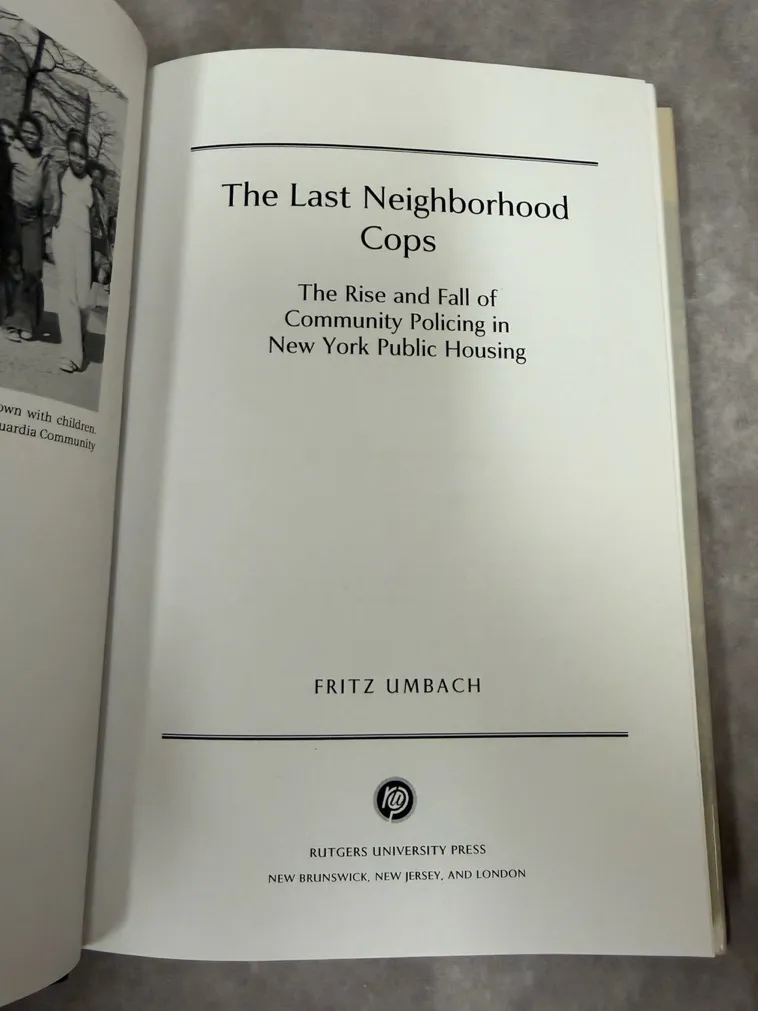 own with children.
uardia Community
The Last Neighborhood
Cops
The Rise and Fall of
Community Policing in
New York Public Housing
FRITZ UMBACH
RUTGERS UNIVERSITY PRESS
NEW BRUNSWICK, NEW JERSEY, AND LONDON